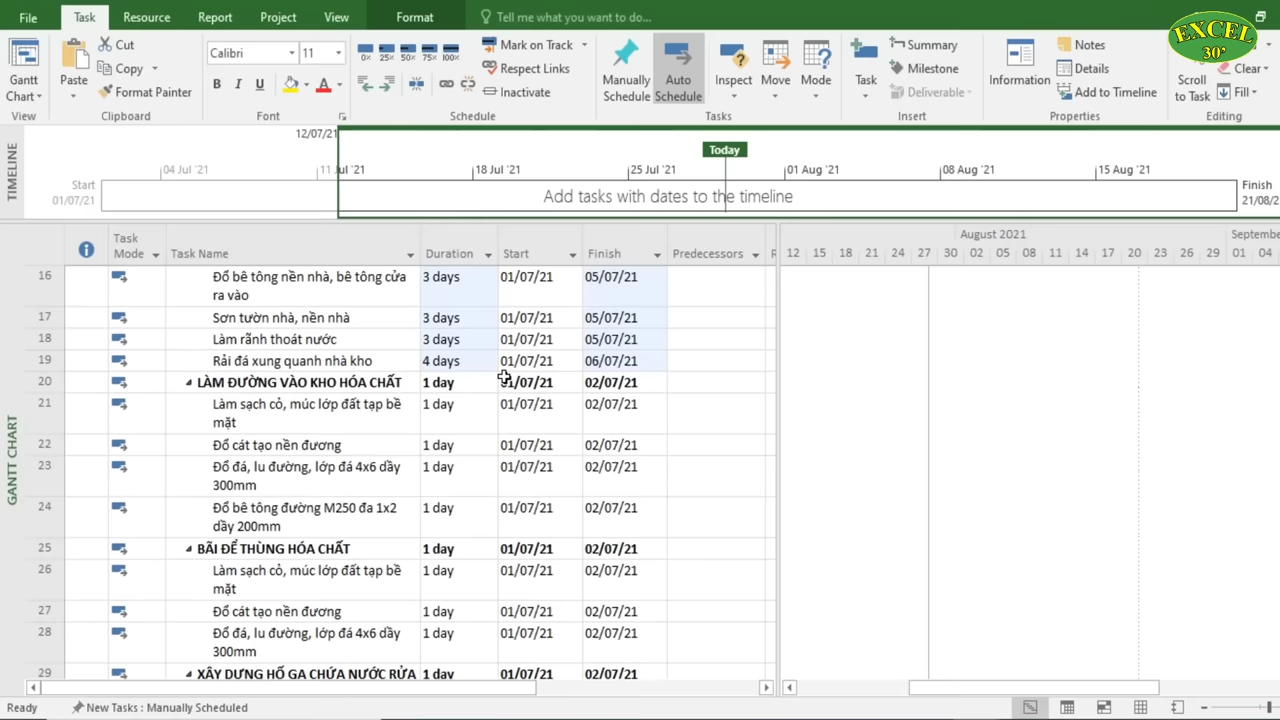 File Task Resource Report Project View Format Tell me what you want to do...
EXCEL
30'
Gantt
Chart
View
Paste
Cut
Copy
Format Painter
Clipboard
Calibri 11
B I U A
Font
0% 25% 50% 75% 100%
Mark on Track
Respect Links
Inactivate
Schedule
Manually
Schedule
Auto
Schedule
Inspect
Move
Mode
Tasks
Task
Summary
Milestone
Deliverable
Insert
Information
Notes
Details
Add to Timeline
Properties
Scroll
to Task
Clear
Fill
Editing
TIMELINE
12/07/21
Today
04 Jul '21 11 Jul '21 18 Jul '21 25 Jul '21 01 Aug '21 08 Aug '21 15 Aug '21
Start
01/07/21
Add tasks with dates to the timeline
Finish
21/08/2
GANTT CHART
Task
Mode
Task Name Duration Start Finish Predecessors R
August 2021 Septembe
12 15 18 21 24 27 30 02 05 08 11 14 17 20 23 26 29 01 04
16 Đổ bê tông nền nhà, bê tông cửa 3 days 01/07/21 05/07/21
ra vào
17 Sơn tườn nhà, nền nhà 3 days 01/07/21 05/07/21
18 Làm rãnh thoát nước 3 days 01/07/21 05/07/21
19 Rải đá xung quanh nhà kho 4 days 01/07/21 06/07/21
20 LÀM ĐƯỜNG VÀO KHO HÓA CHẤT 1 day 01/07/21 02/07/21
21 Làm sạch cỏ, múc lớp đất tạp bề 1 day 01/07/21 02/07/21
mặt
22 Đổ cát tạo nền đương 1 day 01/07/21 02/07/21
23 Đổ đá, lu đường, lớp đá 4x6 dầy 1 day 01/07/21 02/07/21
300mm
24 Đổ bê tông đường M250 đa 1x2 1 day 01/07/21 02/07/21
dầy 200mm
25 BÃI ĐỂ THÙNG HÓA CHẤT 1 day 01/07/21 02/07/21
26 Làm sạch cỏ, múc lớp đất tạp bề 1 day 01/07/21 02/07/21
mặt
27 Đổ cát tạo nền đương 1 day 01/07/21 02/07/21
28 Đổ đá, lu đường, lớp đá 4x6 dầy 1 day 01/07/21 02/07/21
300mm
29 XÂY DỰNG HỐ GA CHỨA NƯỚC RỬA 1 day 01/07/21 02/07/21
Ready New Tasks : Manually Scheduled